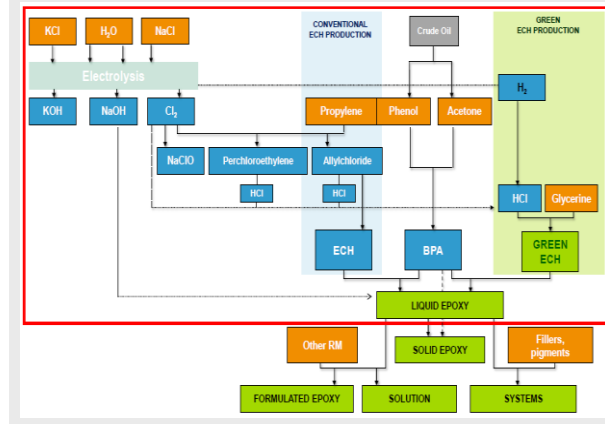 CONVENTIONAL
ECH PRODUCTION
GREEN
ECH PRODUCTION
KCl
H₂O
NaCl
Crude Oil
Electrolysis
H₂
KOH
NaOH
Cl₂
Propylene
Phenol
Acetone
NaClO
Perchloroethylene
Allylchloride
HCl
HCl
HCl
Glycerine
ECH
BPA
GREEN
ECH
LIQUID EPOXY
Other RM
SOLID EPOXY
Fillers,
pigments
FORMULATED EPOXY
SOLUTION
SYSTEMS